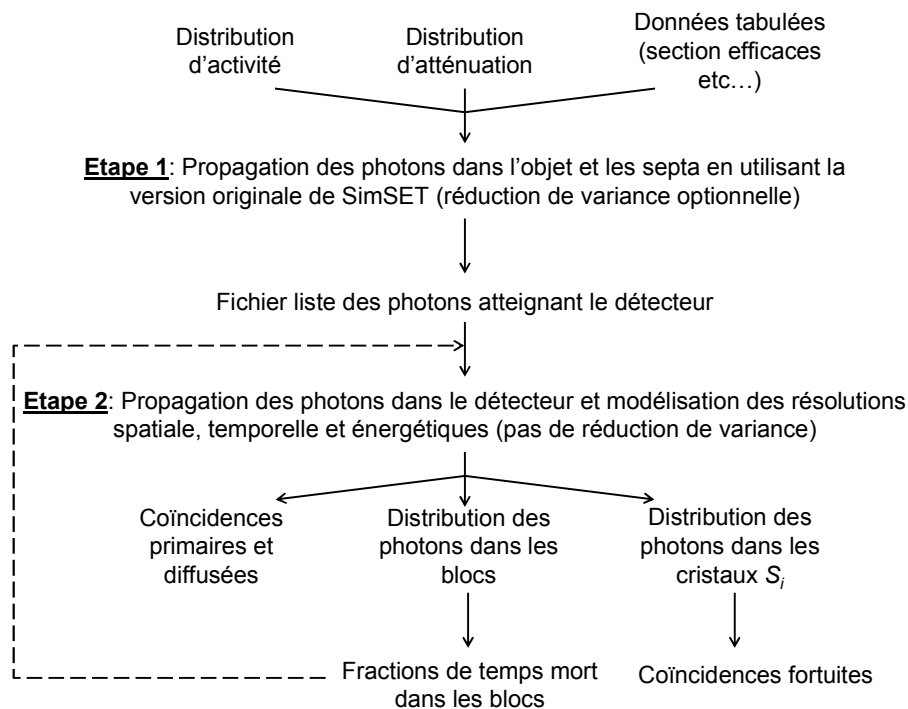 Distribution
d'activité
Distribution
d'atténuation
Données tabulées
(section efficaces
etc…)
Etape 1: Propagation des photons dans l'objet et les septa en utilisant la
version originale de SimSET (réduction de variance optionnelle)
Fichier liste des photons atteignant le détecteur
Etape 2: Propagation des photons dans le détecteur et modélisation des résolutions
spatiale, temporelle et énergétiques (pas de réduction de variance)
Coïncidences
primaires et
diffusées
Distribution des
photons dans les
blocs
Distribution des
photons dans les
cristaux Si
Fractions de temps mort
dans les blocs
Coïncidences fortuites